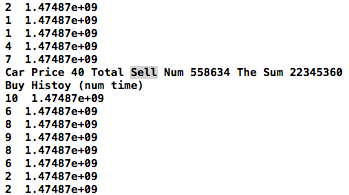 2 1.47487e+09
1 1.47487e+09
1 1.47487e+09
4 1.47487e+09
7 1.47487e+09
Car Price 40 Total Sell Num 558634 The Sum 22345360
Buy Histoy (num time)
10 1.47487e+09
6 1.47487e+09
8 1.47487e+09
9 1.47487e+09
8 1.47487e+09
6 1.47487e+09
2 1.47487e+09
2 1.47487e+09